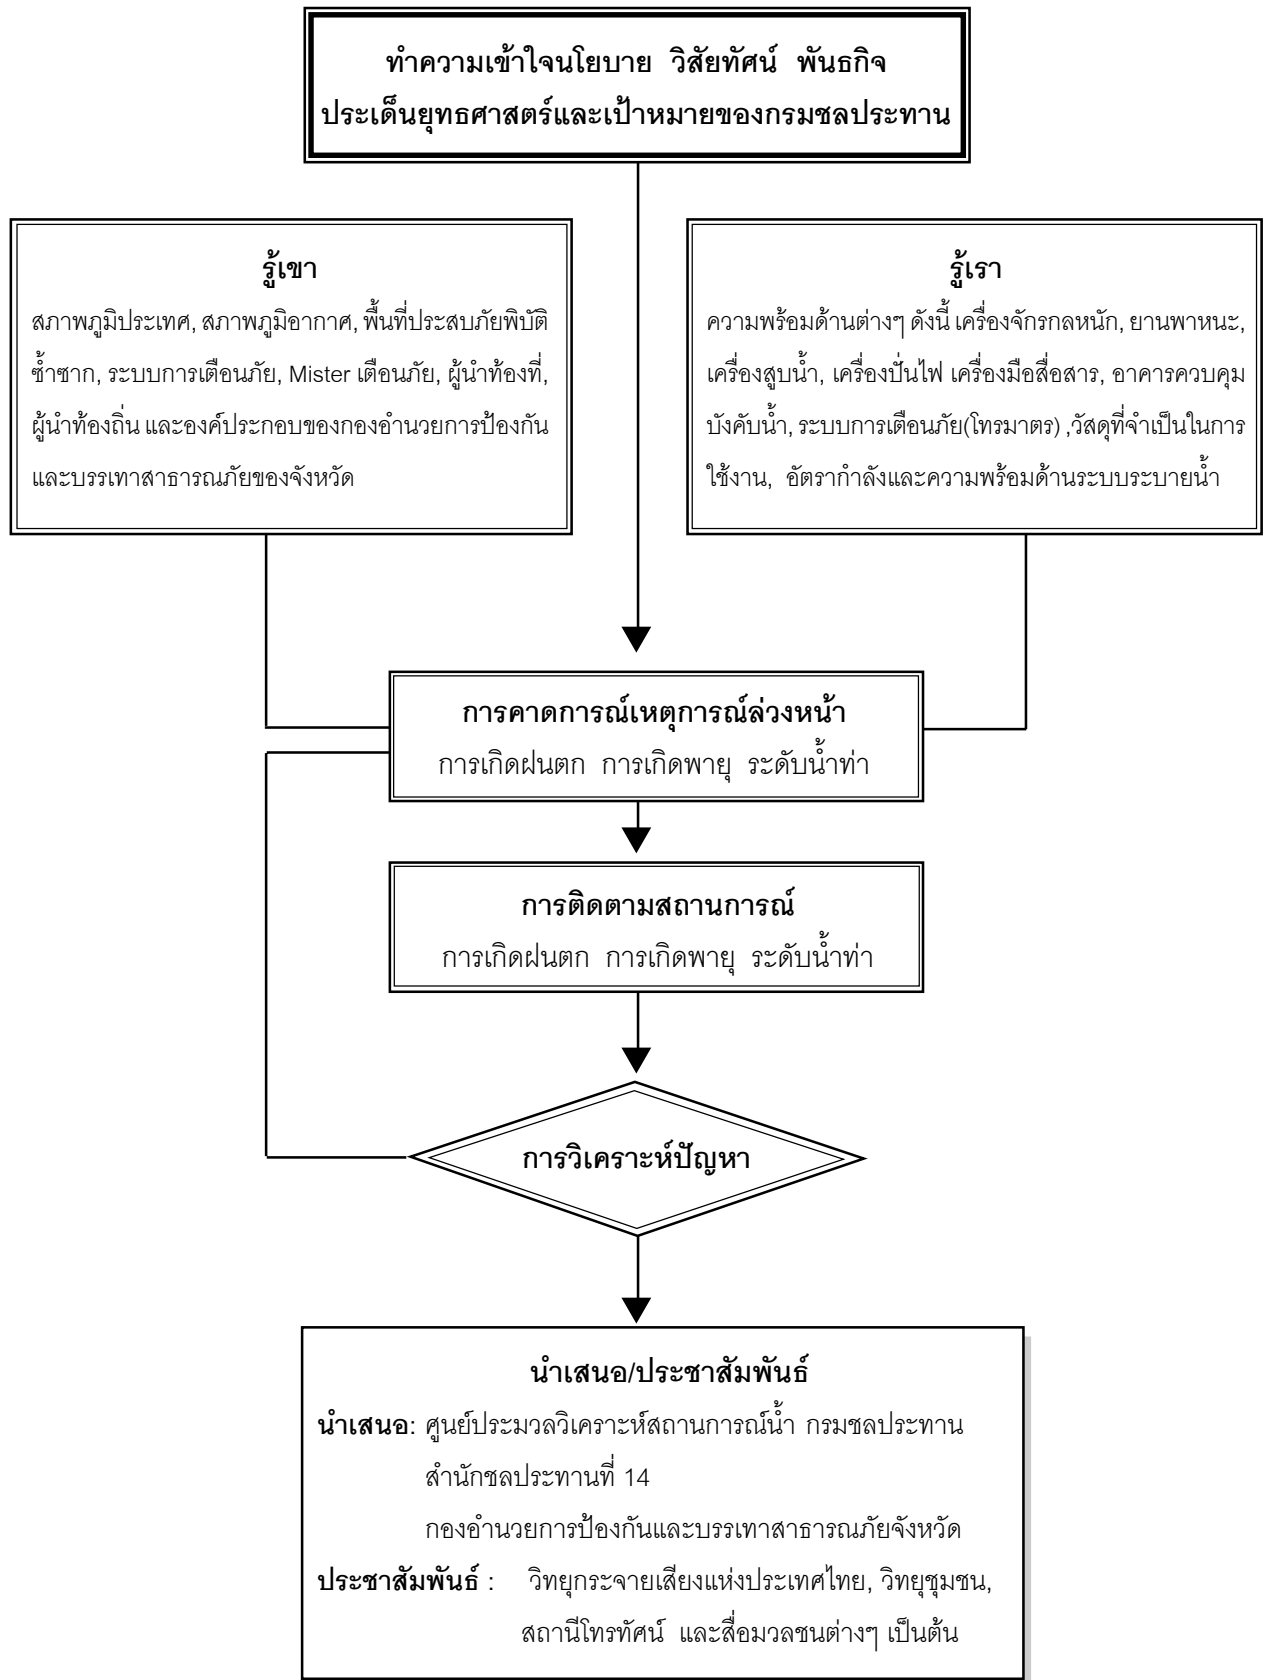 ทำความเข้าใจนโยบาย วิสัยทัศน์ พันธกิจ
ประเด็นยุทธศาสตร์และเป้าหมายของกรมชลประทาน
รู้เขา
สภาพภูมิประเทศ, สภาพภูมิอากาศ, พื้นที่ประสบภัยพิบัติ
ซ้ำซาก, ระบบการเตือนภัย, Mister เตือนภัย, ผู้นำท้องที่,
ผู้นำท้องถิ่น และองค์ประกอบของกองอำนวยการป้องกัน
และบรรเทาสาธารณภัยของจังหวัด
รู้เรา
ความพร้อมด้านต่างๆ ดังนี้ เครื่องจักรกลหนัก, ยานพาหนะ,
เครื่องสูบน้ำ, เครื่องปั่นไฟ เครื่องมือสื่อสาร, อาคารควบคุม
บังคับน้ำ, ระบบการเตือนภัย(โทรมาตร) ,วัสดุที่จำเป็นในการ
ใช้งาน, อัตรากำลังและความพร้อมด้านระบบระบายน้ำ
การคาดการณ์เหตุการณ์ล่วงหน้า
การเกิดฝนตก การเกิดพายุ ระดับน้ำท่า
การติดตามสถานการณ์
การเกิดฝนตก การเกิดพายุ ระดับน้ำท่า
การวิเคราะห์ปัญหา
นำเสนอ/ประชาสัมพันธ์
นำเสนอ: ศูนย์ประมวลวิเคราะห์สถานการณ์น้ำ กรมชลประทาน
สำนักชลประทานที่ 14
กองอำนวยการป้องกันและบรรเทาสาธารณภัยจังหวัด
ประชาสัมพันธ์ : วิทยุกระจายเสียงแห่งประเทศไทย, วิทยุชุมชน,
สถานีโทรทัศน์ และสื่อมวลชนต่างๆ เป็นต้น